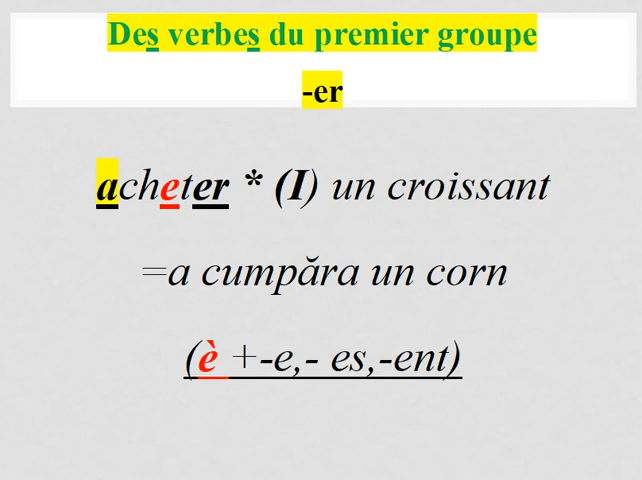 Des verbes du premier groupe
-er
acheter * (I) un croissant
=a cumpăra un corn
(è +-e,- es,-ent)